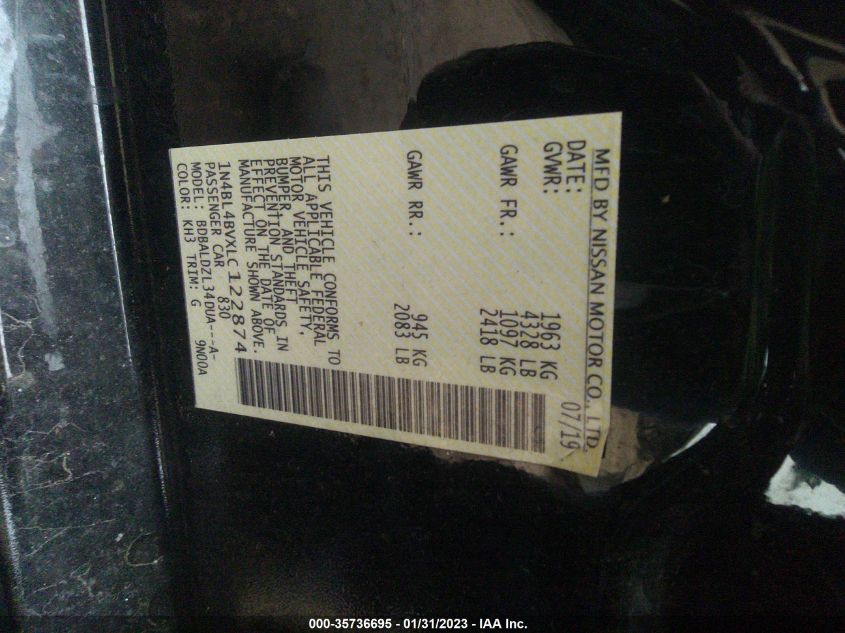 MFD BY NISSAN MOTOR CO., LTD.
DATE: 07/19
GVWR: 1963 KG
4328 LB
GAWR FR.: 1097 KG
2418 LB
GAWR RR.: 945 KG
2083 LB
THIS VEHICLE CONFORMS TO
ALL APPLICABLE FEDERAL
MOTOR VEHICLE SAFETY,
BUMPER, AND THEFT
PREVENTION STANDARDS IN
EFFECT ON THE DATE OF
MANUFACTURE SHOWN ABOVE.
1N4BL4BVXLC122874
PASSENGER CAR 830
MODEL: BDBALDZL34DUA---A-
COLOR: KH3 TRIM: G 9N00A
000-35736695 - 01/31/2023 - IAA Inc.